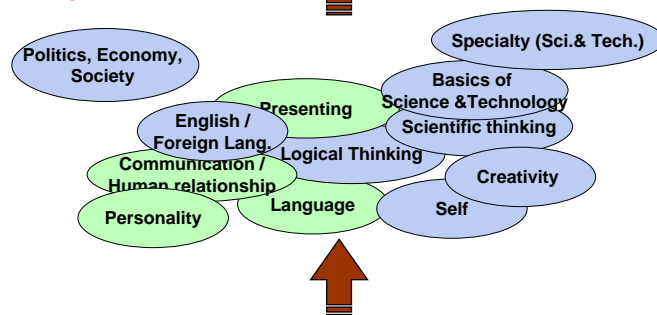 Specialty (Sci.& Tech.)
Politics, Economy,
Society
Basics of
Science &Technology
Presenting
English /
Foreign Lang.
Scientific thinking
Logical Thinking
Communication /
Human relationship
Creativity
Language
Self
Personality